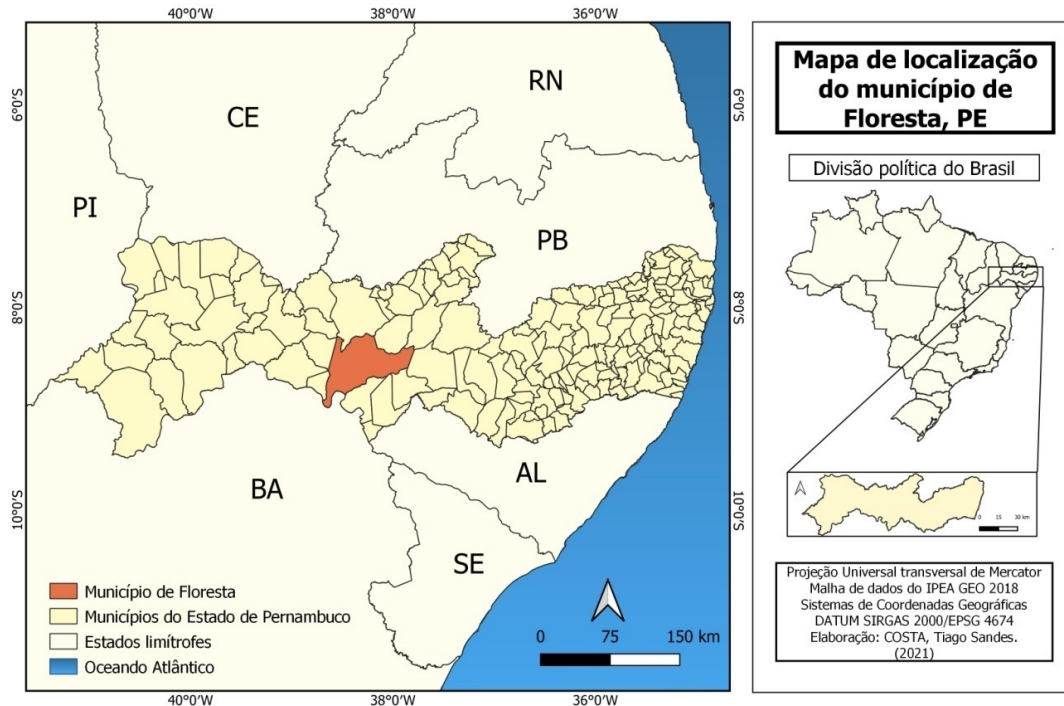 40°0'W 38°0'W 36°0'W
6°0'S
8°0'S
10°0'S
RN
CE
PI
PB
BA
AL
SE
6°0'S
8°0'S
10°0'S
Município de Floresta
Municípios do Estado de Pernambuco
Estados limítrofes
Oceando Atlântico
0 75 150 km
40°0'W 38°0'W 36°0'W
Mapa de localização
do município de
Floresta, PE
Divisão política do Brasil
0 15 30 km
Projeção Universal transversal de Mercator
Malha de dados do IPEA GEO 2018
Sistemas de Coordenadas Geográficas
DATUM SIRGAS 2000/EPSG 4674
Elaboração: COSTA, Tiago Sandes.
(2021)